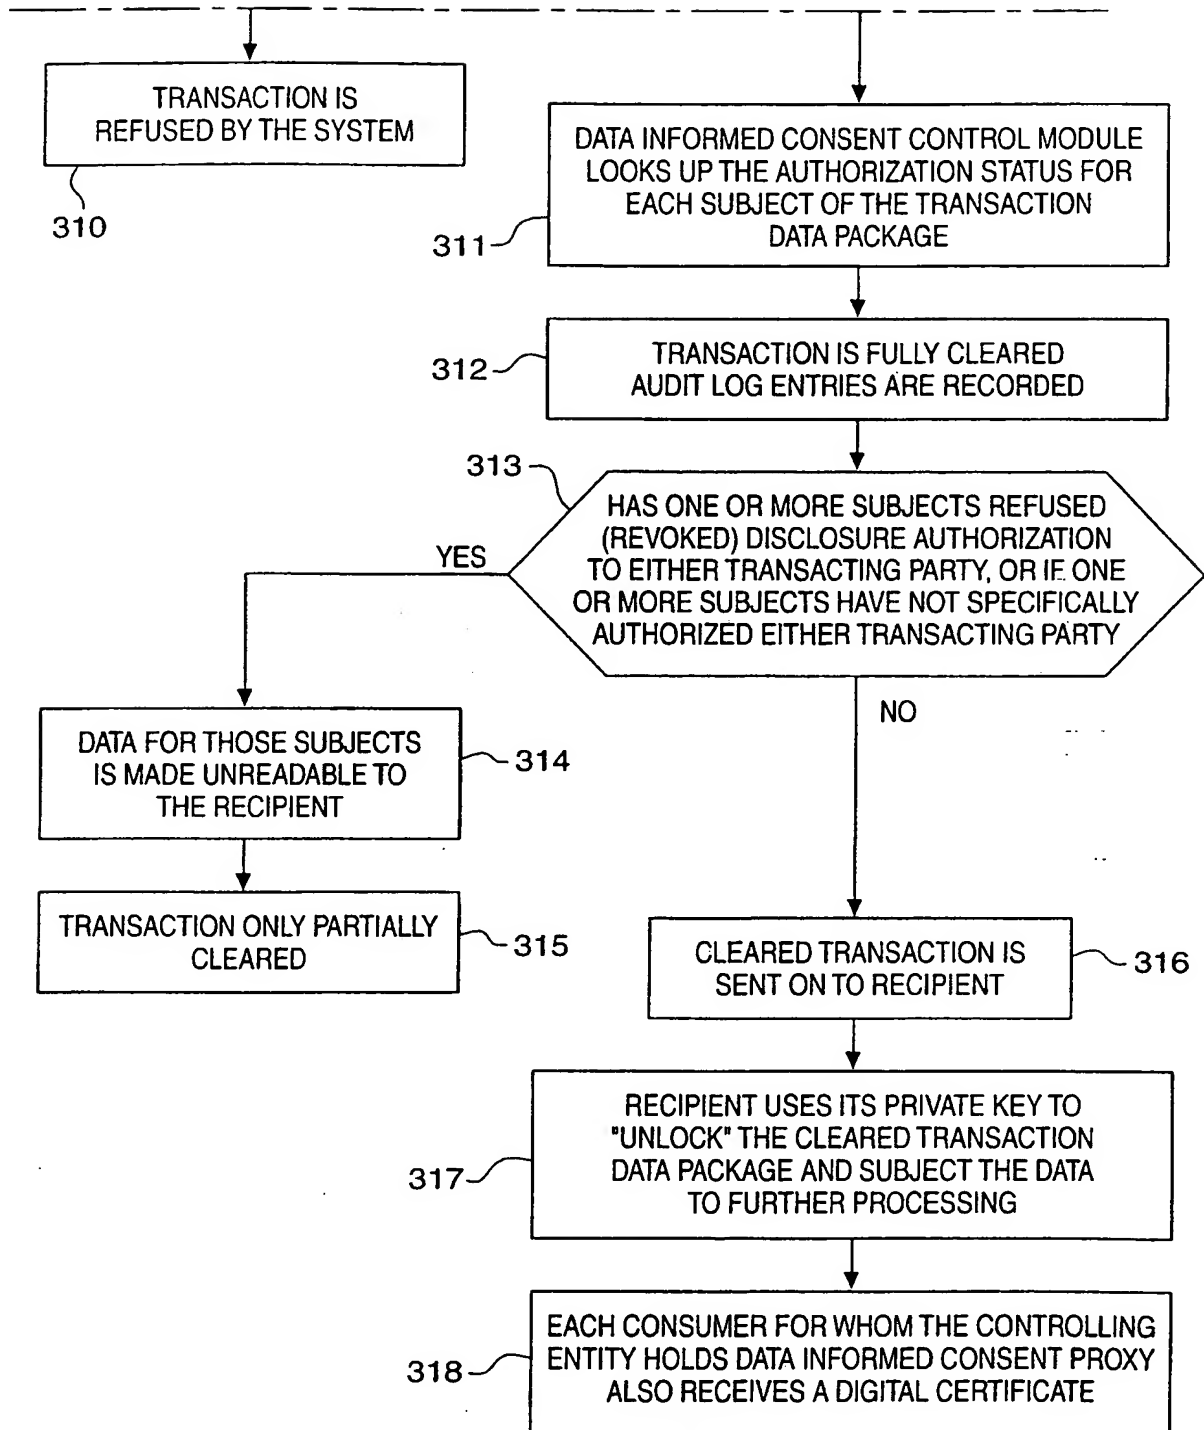 TRANSACTION IS
REFUSED BY THE SYSTEM
310
DATA INFORMED CONSENT CONTROL MODULE
LOOKS UP THE AUTHORIZATION STATUS FOR
EACH SUBJECT OF THE TRANSACTION
DATA PACKAGE
311
TRANSACTION IS FULLY CLEARED
AUDIT LOG ENTRIES ARE RECORDED
312
313
HAS ONE OR MORE SUBJECTS REFUSED
(REVOKED) DISCLOSURE AUTHORIZATION
TO EITHER TRANSACTING PARTY, OR IF ONE
OR MORE SUBJECTS HAVE NOT SPECIFICALLY
AUTHORIZED EITHER TRANSACTING PARTY
YES
NO
DATA FOR THOSE SUBJECTS
IS MADE UNREADABLE TO
THE RECIPIENT
314
TRANSACTION ONLY PARTIALLY
CLEARED
315
CLEARED TRANSACTION IS
SENT ON TO RECIPIENT
316
RECIPIENT USES ITS PRIVATE KEY TO
"UNLOCK" THE CLEARED TRANSACTION
DATA PACKAGE AND SUBJECT THE DATA
TO FURTHER PROCESSING
317
EACH CONSUMER FOR WHOM THE CONTROLLING
ENTITY HOLDS DATA INFORMED CONSENT PROXY
ALSO RECEIVES A DIGITAL CERTIFICATE
318